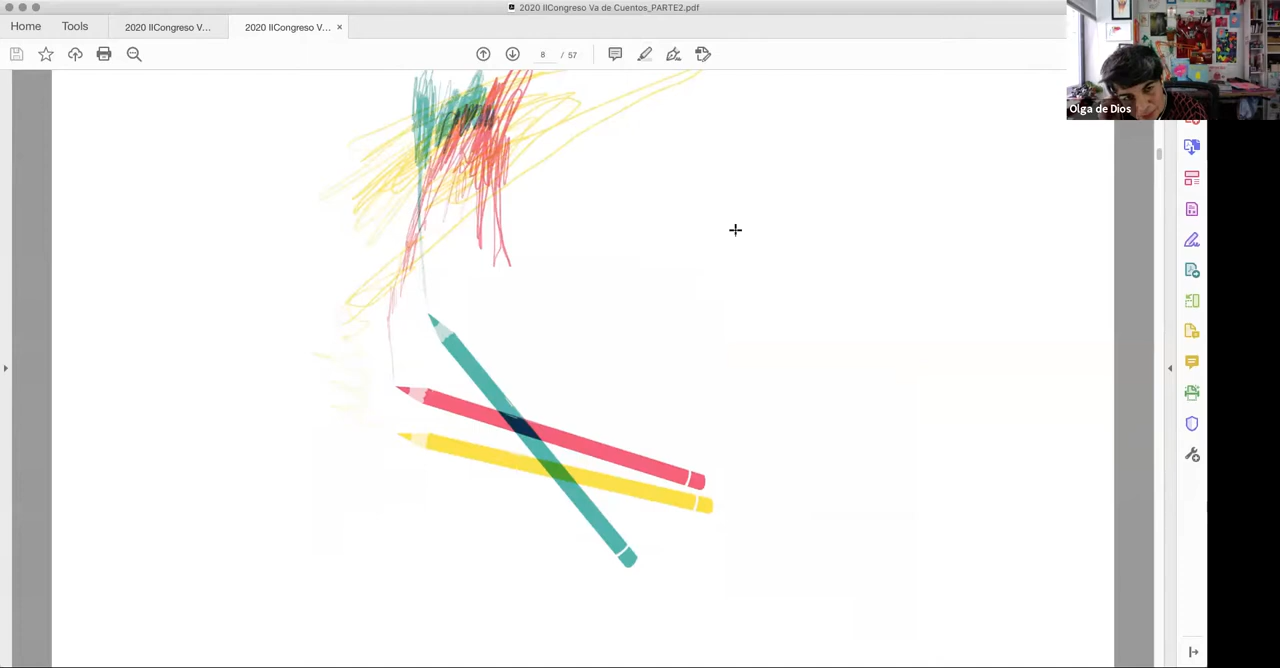 2020 IICongreso Va de Cuentos_PARTE2.pdf
Home
Tools
2020 IICongreso V...
2020 IICongreso V...
8 / 57
Olga de Dios